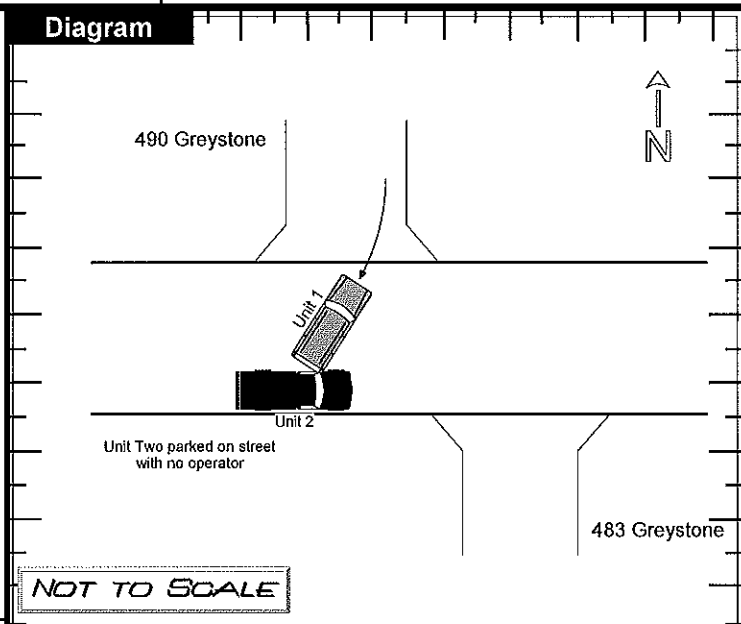 Diagram
490 Greystone
N
Unit 1
Unit 2
Unit Two parked on street
with no operator
483 Greystone
NOT TO SCALE